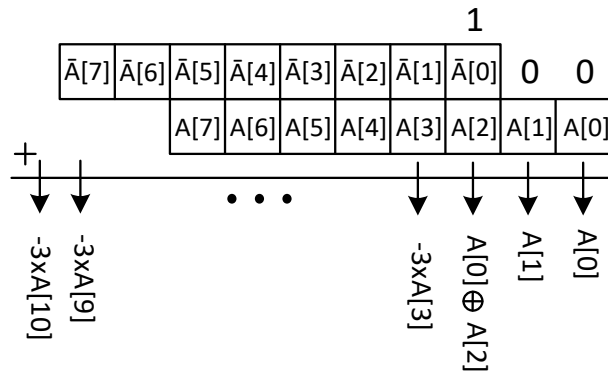 1
Ā[7] Ā[6] Ā[5] Ā[4] Ā[3] Ā[2] Ā[1] Ā[0] 0 0
A[7] A[6] A[5] A[4] A[3] A[2] A[1] A[0]
+
-3xA[10] -3xA[9] • • • -3xA[3] A[0] ⊕ A[2] A[1] A[0]